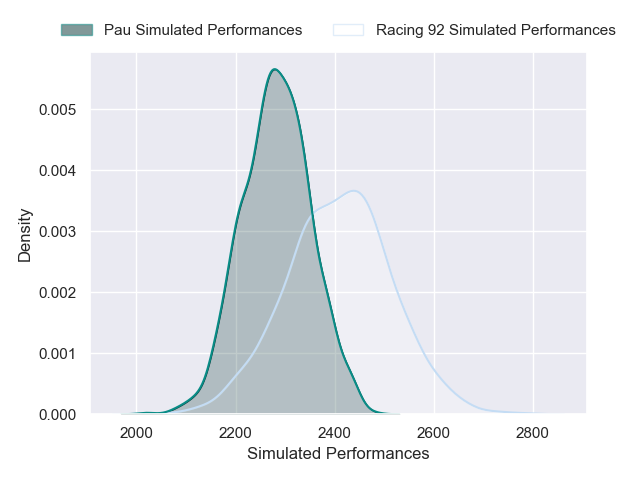 Pau Simulated Performances Racing 92 Simulated Performances
0.005
0.004
0.003
0.002
0.001
0.000
Density
2000 2200 2400 2600 2800
Simulated Performances